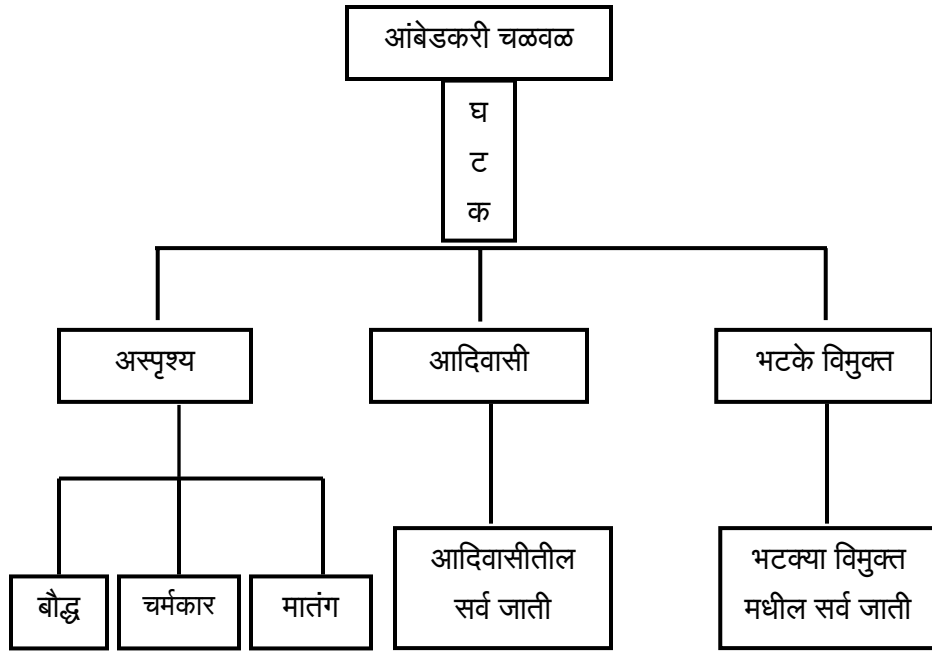 आंबेडकरी चळवळ
घ
ट
क
अस्पृश्य
आदिवासी
भटके विमुक्त
आदिवासीतील
सर्व जाती
भटक्या विमुक्त
मधील सर्व जाती
बौद्ध
चर्मकार
मातंग